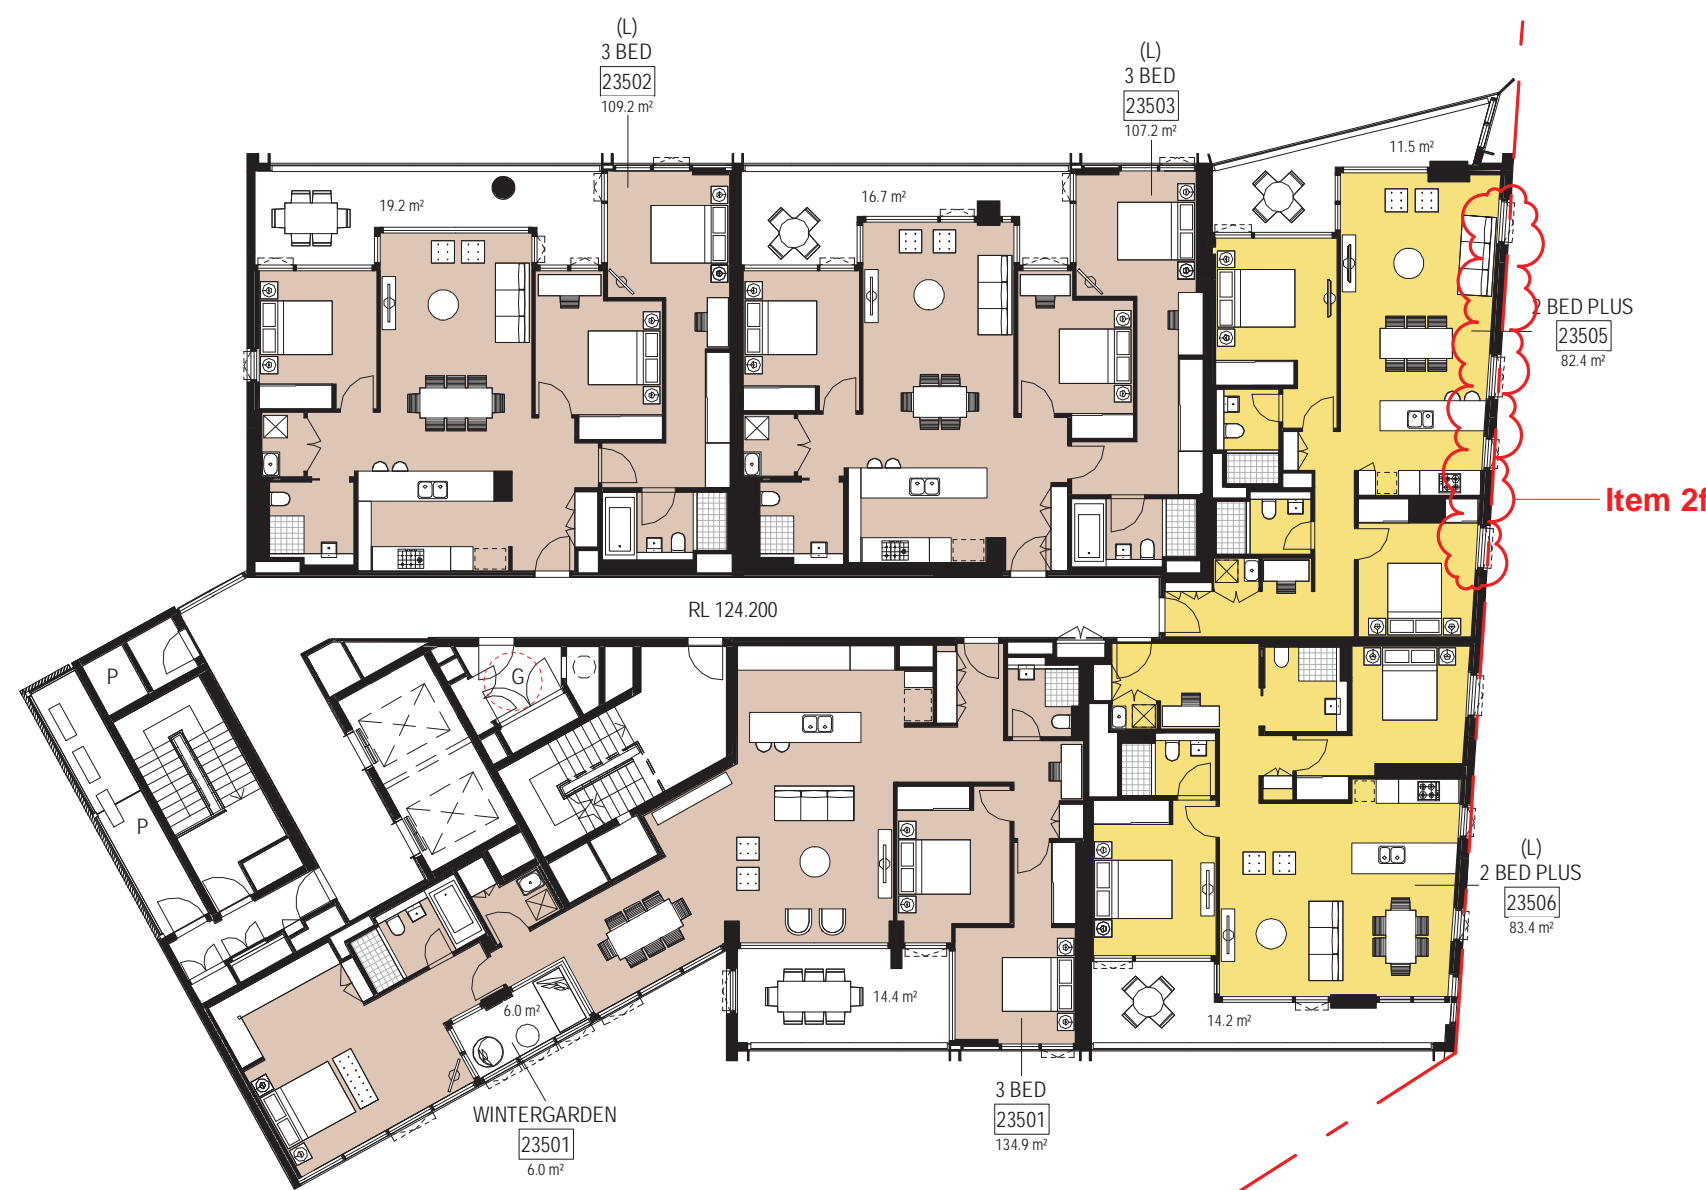 (L)
3 BED
23502
109.2 m²
(L)
3 BED
23503
107.2 m²
11.5 m²
19.2 m²
16.7 m²
2 BED PLUS
23505
82.4 m²
Item 2f
RL 124.200
P
G
P
(L)
2 BED PLUS
23506
83.4 m²
14.4 m²
6.0 m²
14.2 m²
3 BED
23501
134.9 m²
WINTERGARDEN
23501
6.0 m²